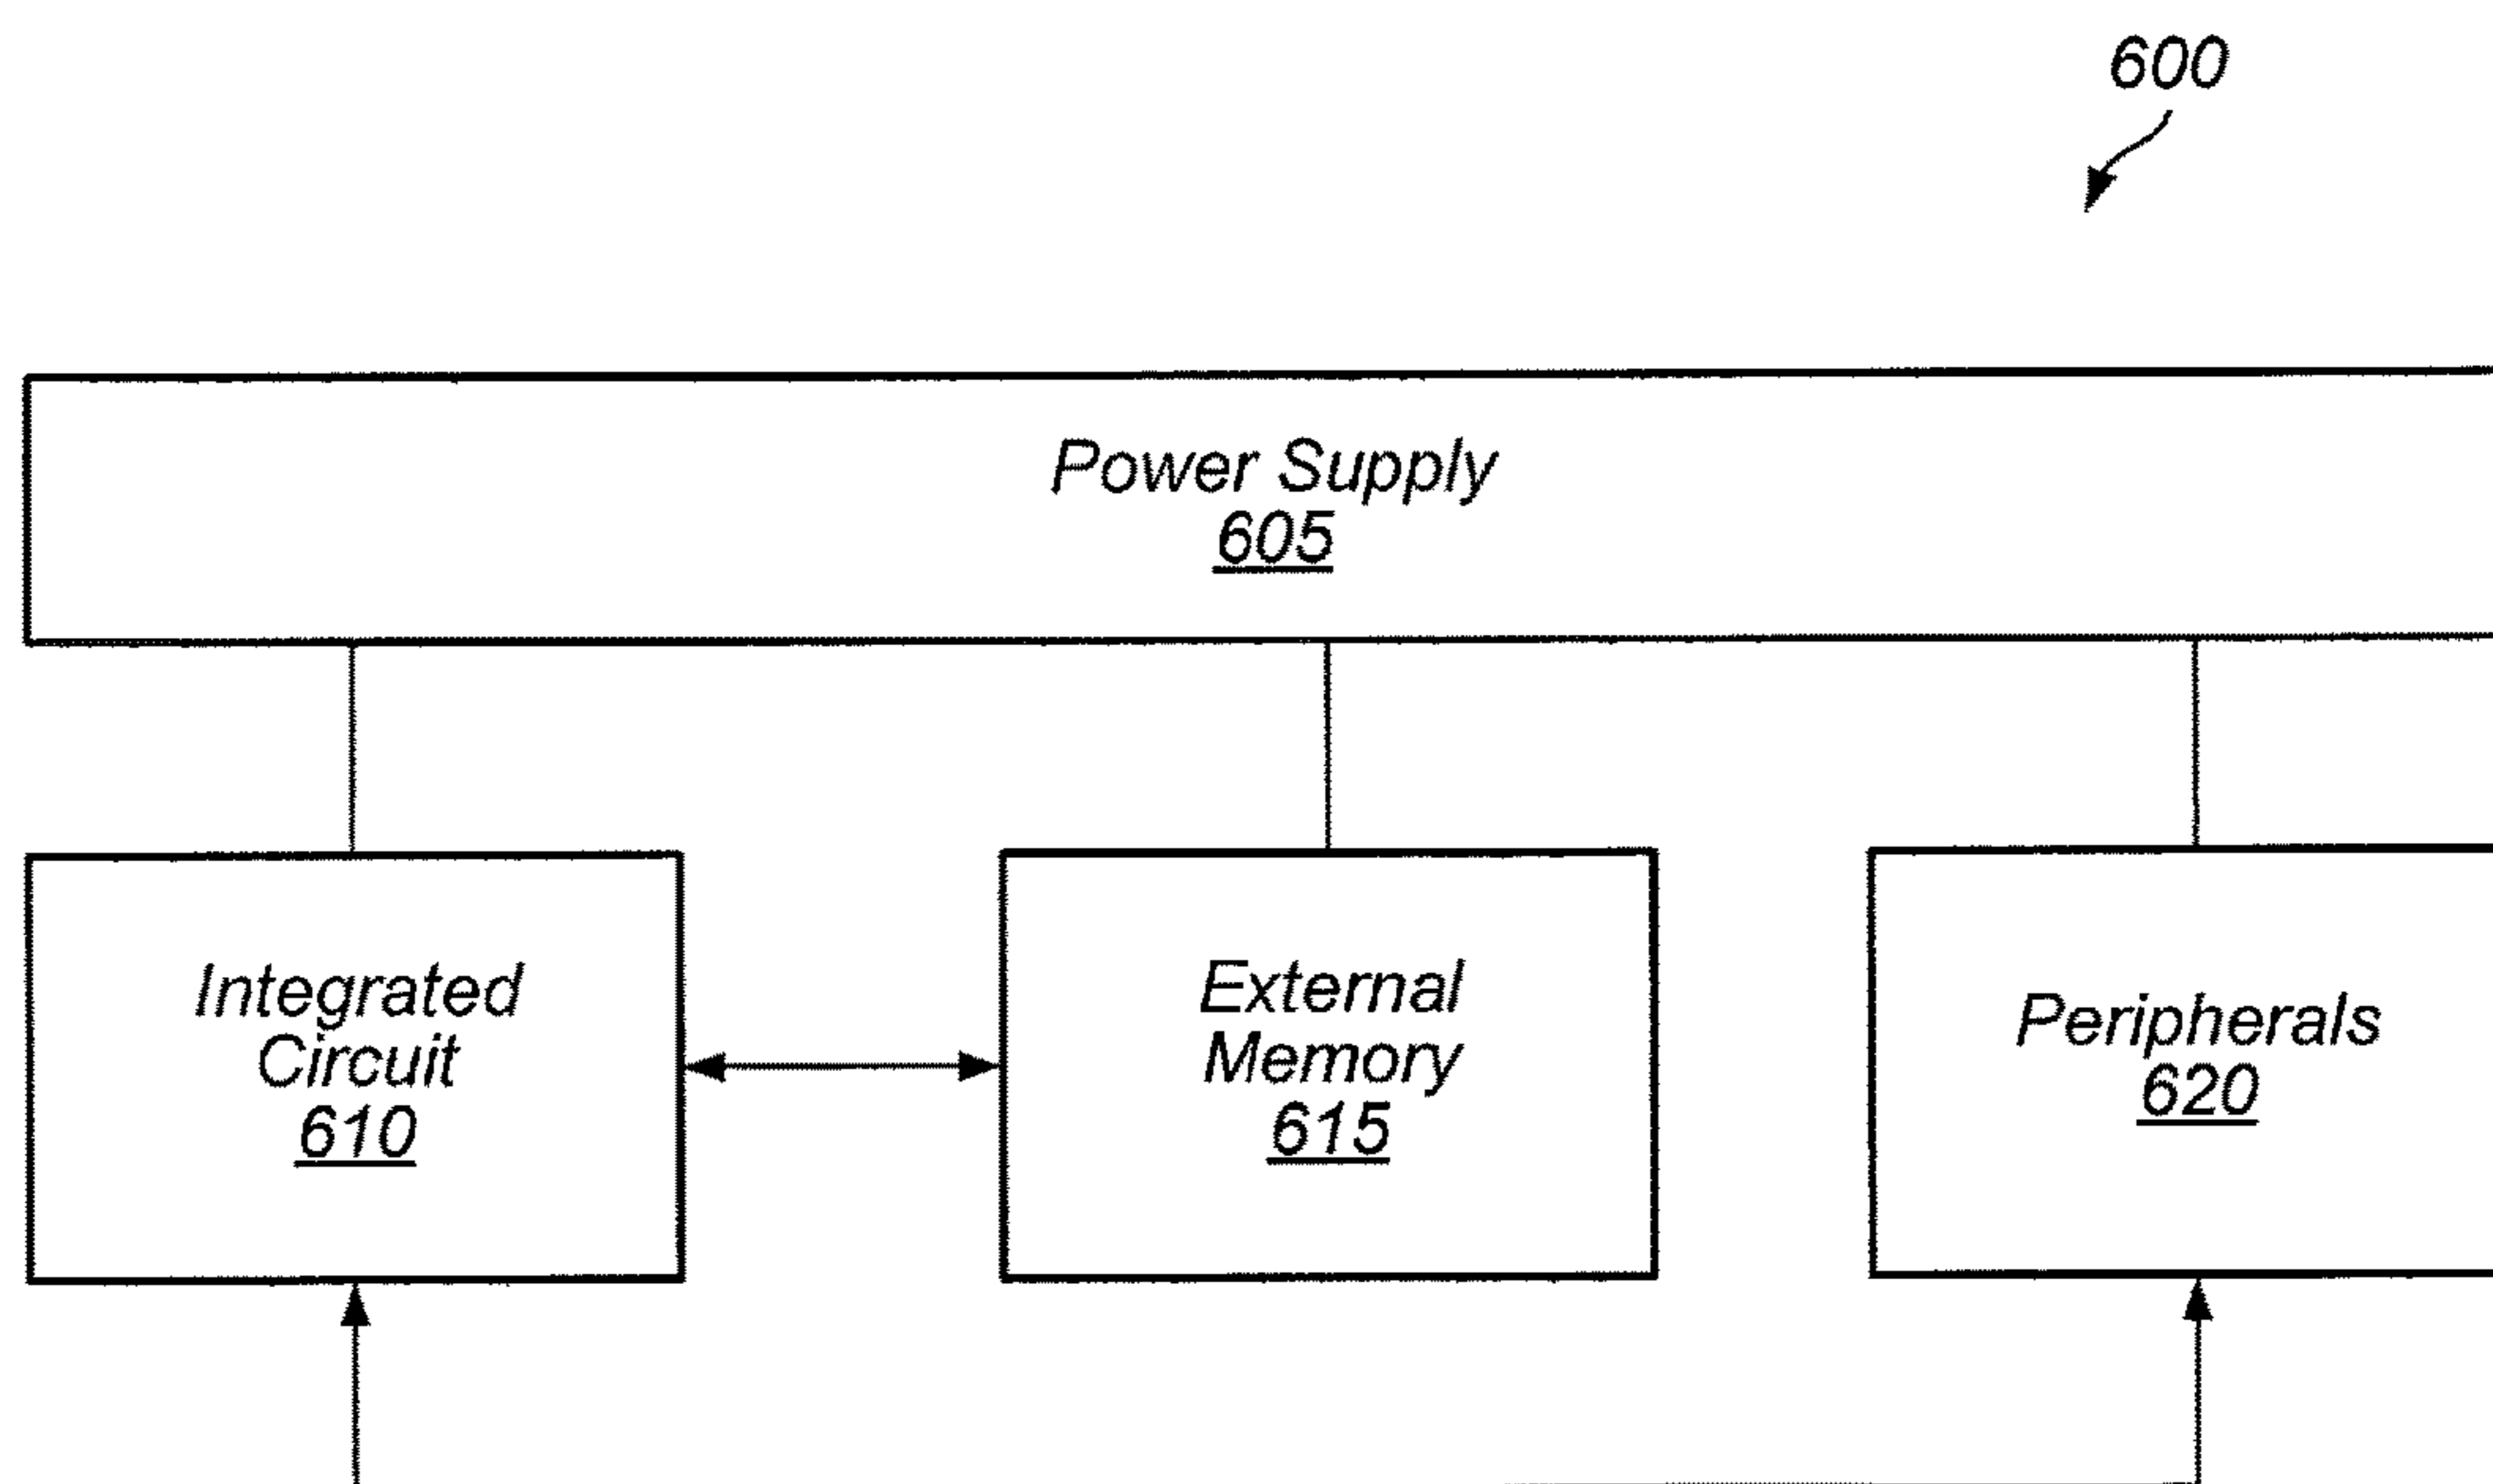 600
Power Supply
605
Integrated
Circuit
610
External
Memory
615
Peripherals
620